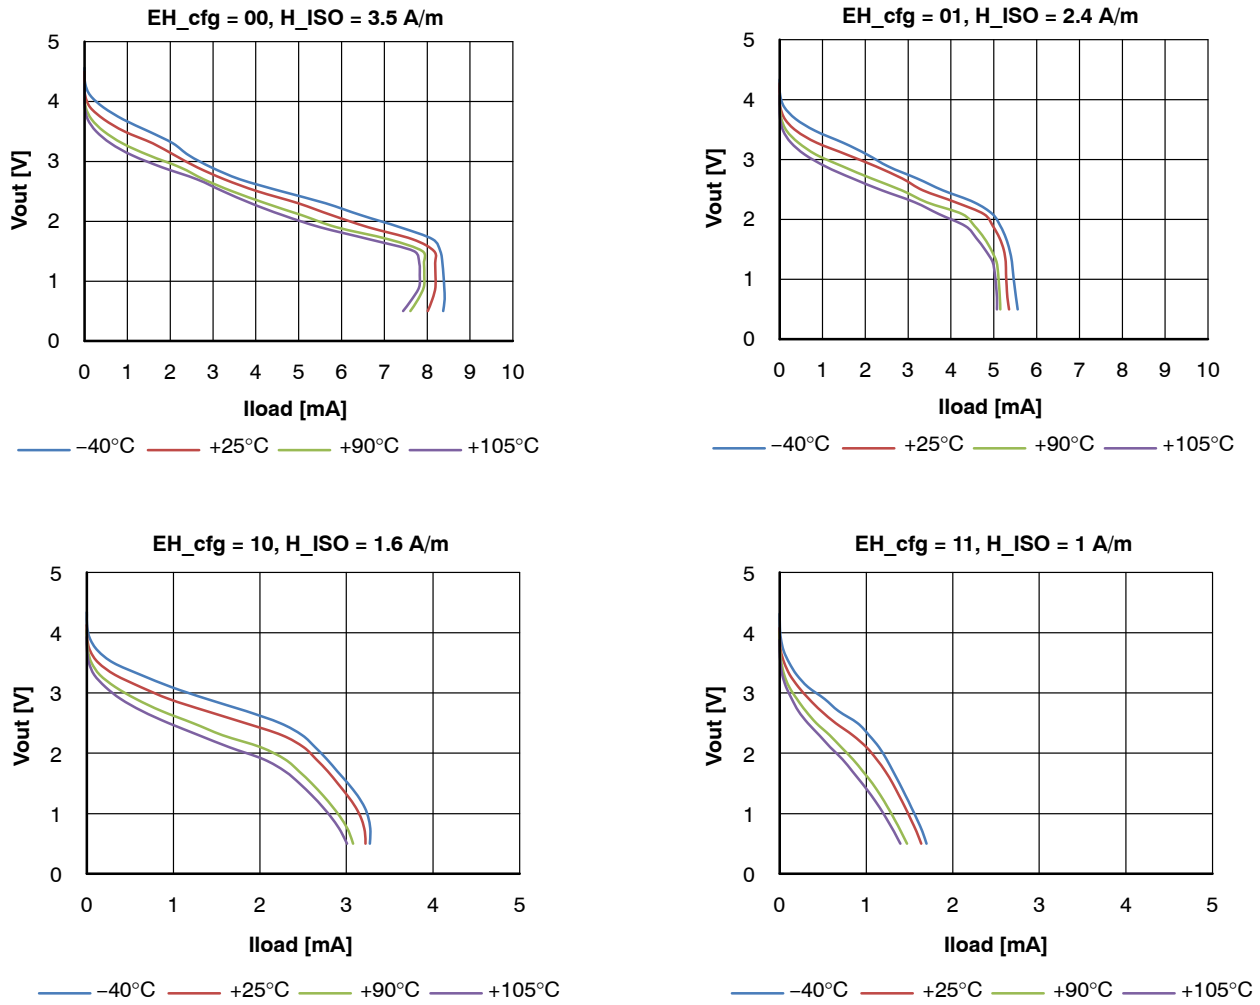 EH_cfg = 00, H_ISO = 3.5 A/m
5
4
3
2
1
0
Vout [V]
0 1 2 3 4 5 6 7 8 9 10
Iload [mA]
−40°C +25°C +90°C +105°C
EH_cfg = 01, H_ISO = 2.4 A/m
5
4
3
2
1
0
Vout [V]
0 1 2 3 4 5 6 7 8 9 10
Iload [mA]
−40°C +25°C +90°C +105°C
EH_cfg = 10, H_ISO = 1.6 A/m
5
4
3
2
1
0
Vout [V]
0 1 2 3 4 5
Iload [mA]
−40°C +25°C +90°C +105°C
EH_cfg = 11, H_ISO = 1 A/m
5
4
3
2
1
0
Vout [V]
0 1 2 3 4 5
Iload [mA]
−40°C +25°C +90°C +105°C